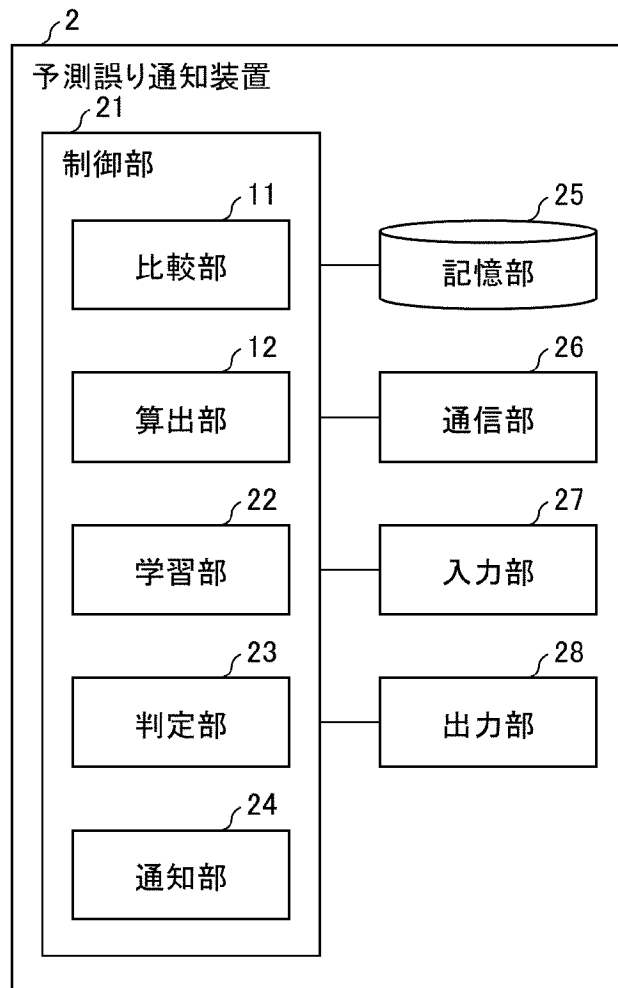 2
予測誤り通知装置
21
制御部
11
比較部
25
記憶部
12
算出部
26
通信部
22
学習部
27
入力部
23
判定部
28
出力部
24
通知部